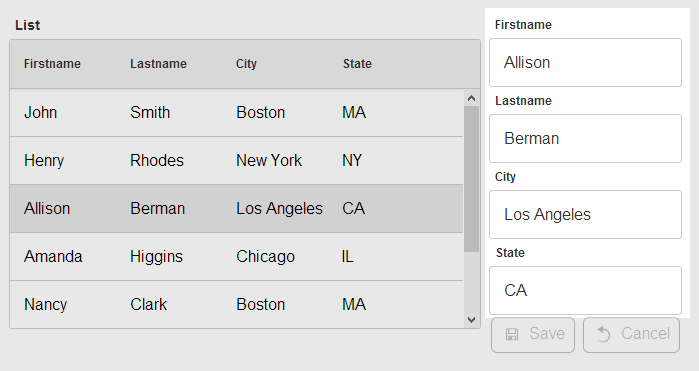 List
Firstname Lastname City State
John Smith Boston MA
Henry Rhodes New York NY
Allison Berman Los Angeles CA
Amanda Higgins Chicago IL
Nancy Clark Boston MA
Firstname
Allison
Lastname
Berman
City
Los Angeles
State
CA
Save Cancel